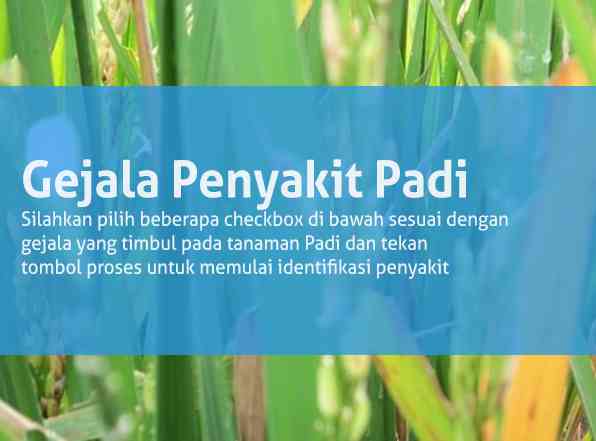 Gejala Penyakit Padi
Silahkan pilih beberapa checkbox di bawah sesuai dengan
gejala yang timbul pada tanaman Padi dan tekan
tombol proses untuk memulai identifikasi penyakit